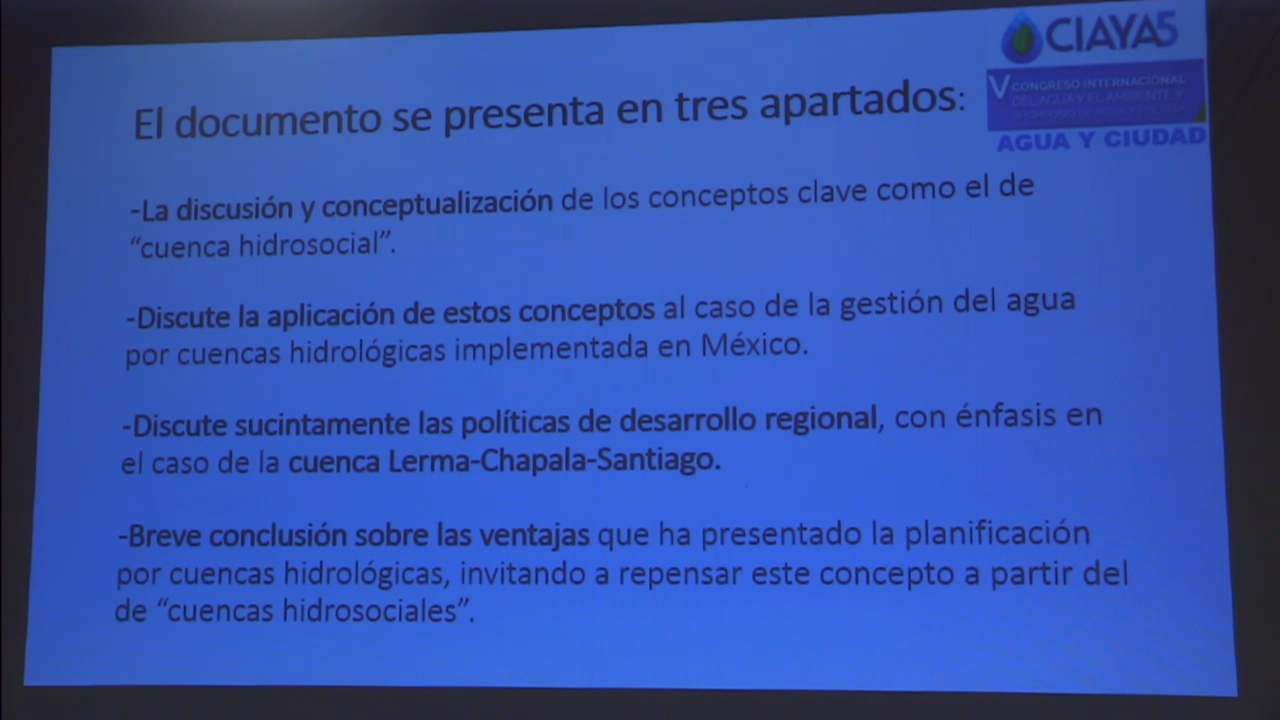 CIAYA5
V CONGRESO INTERNACIONAL
DEL AGUA Y EL AMBIENTE Y
AGUA Y CIUDAD
El documento se presenta en tres apartados:
-La discusión y conceptualización de los conceptos clave como el de
“cuenca hidrosocial”.
-Discute la aplicación de estos conceptos al caso de la gestión del agua
por cuencas hidrológicas implementada en México.
-Discute sucintamente las políticas de desarrollo regional, con énfasis en
el caso de la cuenca Lerma-Chapala-Santiago.
-Breve conclusión sobre las ventajas que ha presentado la planificación
por cuencas hidrológicas, invitando a repensar este concepto a partir del
de “cuencas hidrosociales”.